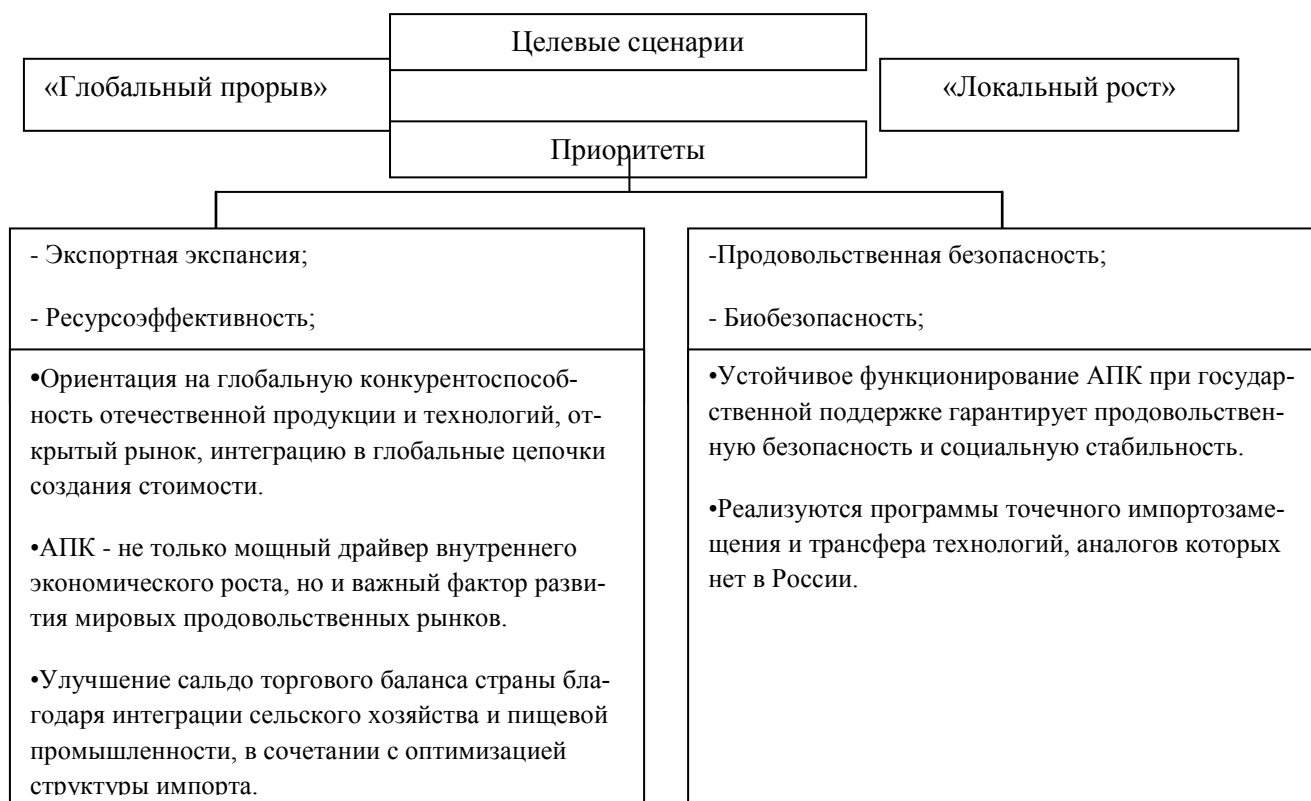 Целевые сценарии
«Глобальный прорыв»
«Локальный рост»
Приоритеты
- Экспортная экспансия;
- Ресурсоэффективность;
•Ориентация на глобальную конкурентоспособ-
ность отечественной продукции и технологий, от-
крытый рынок, интеграцию в глобальные цепочки
создания стоимости.
•АПК - не только мощный драйвер внутреннего
экономического роста, но и важный фактор разви-
тия мировых продовольственных рынков.
•Улучшение сальдо торгового баланса страны бла-
годаря интеграции сельского хозяйства и пищевой
промышленности, в сочетании с оптимизацией
структуры импорта.
-Продовольственная безопасность;
- Биобезопасность;
•Устойчивое функционирование АПК при государ-
ственной поддержке гарантирует продовольствен-
ную безопасность и социальную стабильность.
•Реализуются программы точечного импортозаме-
щения и трансфера технологий, аналогов которых
нет в России.